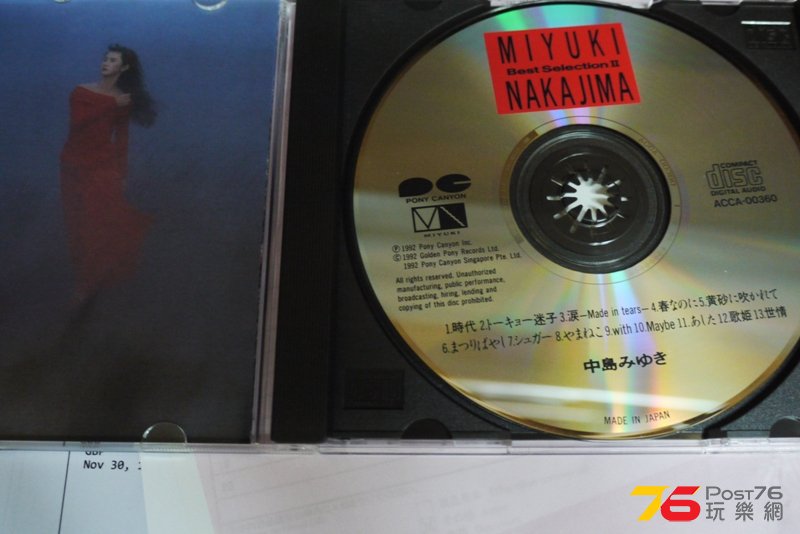 MIYUKI
Best Selection II
NAKAJIMA
PONY CANYON
MIYUKI
COMPACT
disc
DIGITAL AUDIO
ACCA-00360
Ⓟ1992 Pony Canyon Inc.
Ⓒ1992 Golden Pony Records Ltd.
1992 Pony Canyon Singapore Pte. Ltd.
All rights reserved. Unauthorized
manufacturing, public performance,
broadcasting, hiring, lending and
copying of this disc prohibited.
1.時代 2.トーキョー迷子 3.涙−Made in tears− 4.春なのに 5.黄砂に吹かれて
6.まつりばやし 7.シュガー 8.やまねこ 9.with 10.Maybe 11.あした 12.歌姫 13.世情
中島みゆき
MADE IN JAPAN
Nov 30,
76 Post76
玩樂網